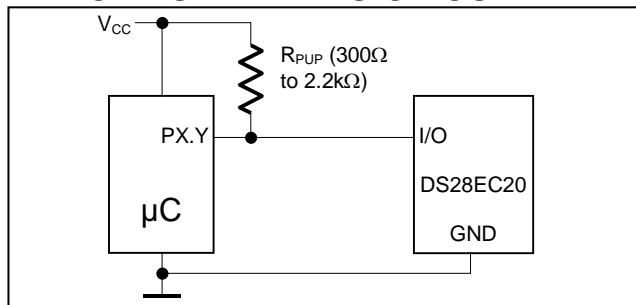 VCC
RPUP (300Ω
to 2.2kΩ)
PX.Y
I/O
µC
DS28EC20
GND